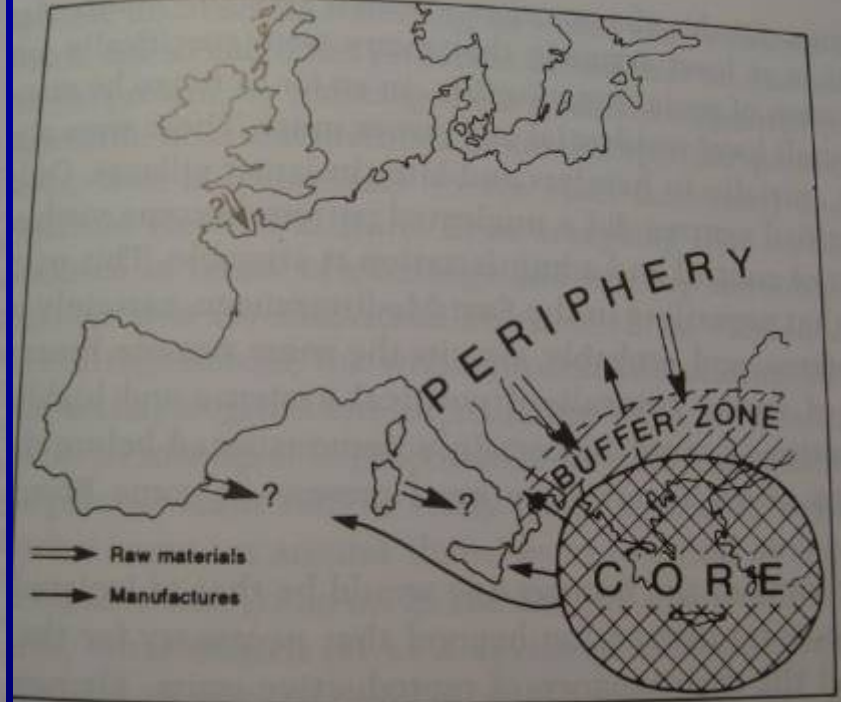 ?
PERIPHERY
BUFFER ZONE
?
?
Raw materials
Manufactures
CORE